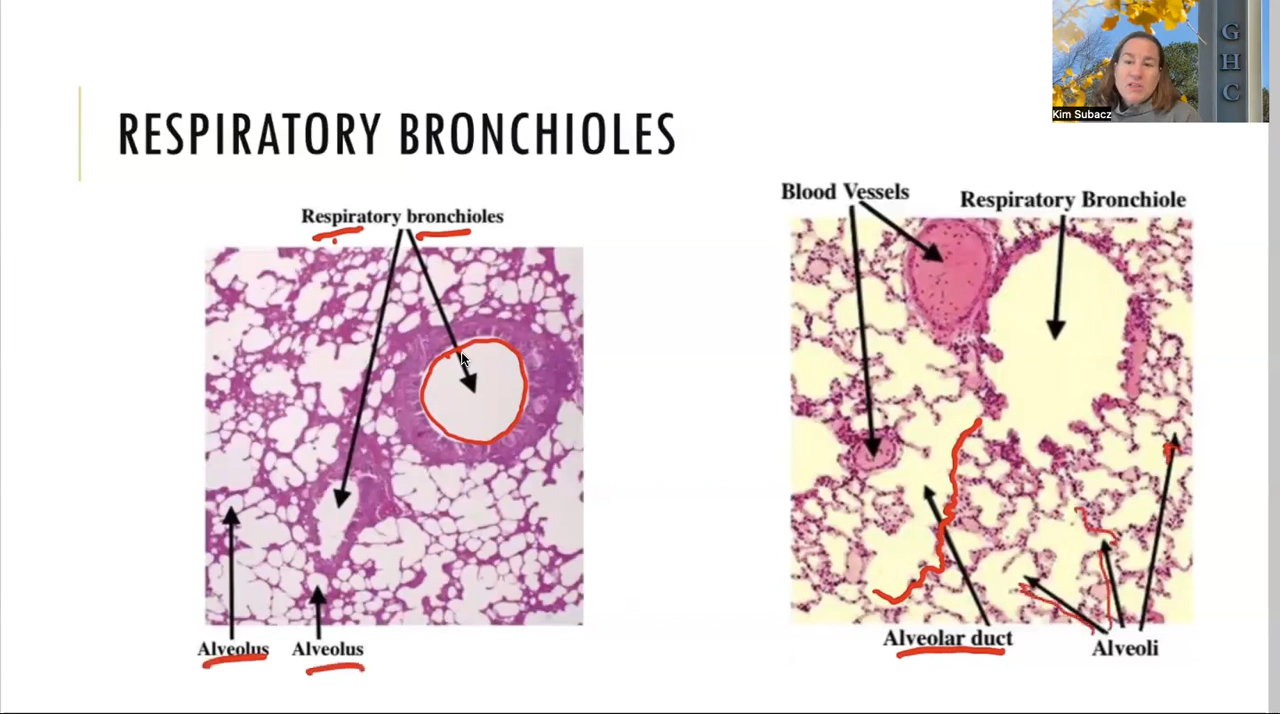 G
H
C
Kim Subacz
RESPIRATORY BRONCHIOLES
Respiratory bronchioles
Alveolus
Alveolus
Blood Vessels
Respiratory Bronchiole
Alveolar duct
Alveoli